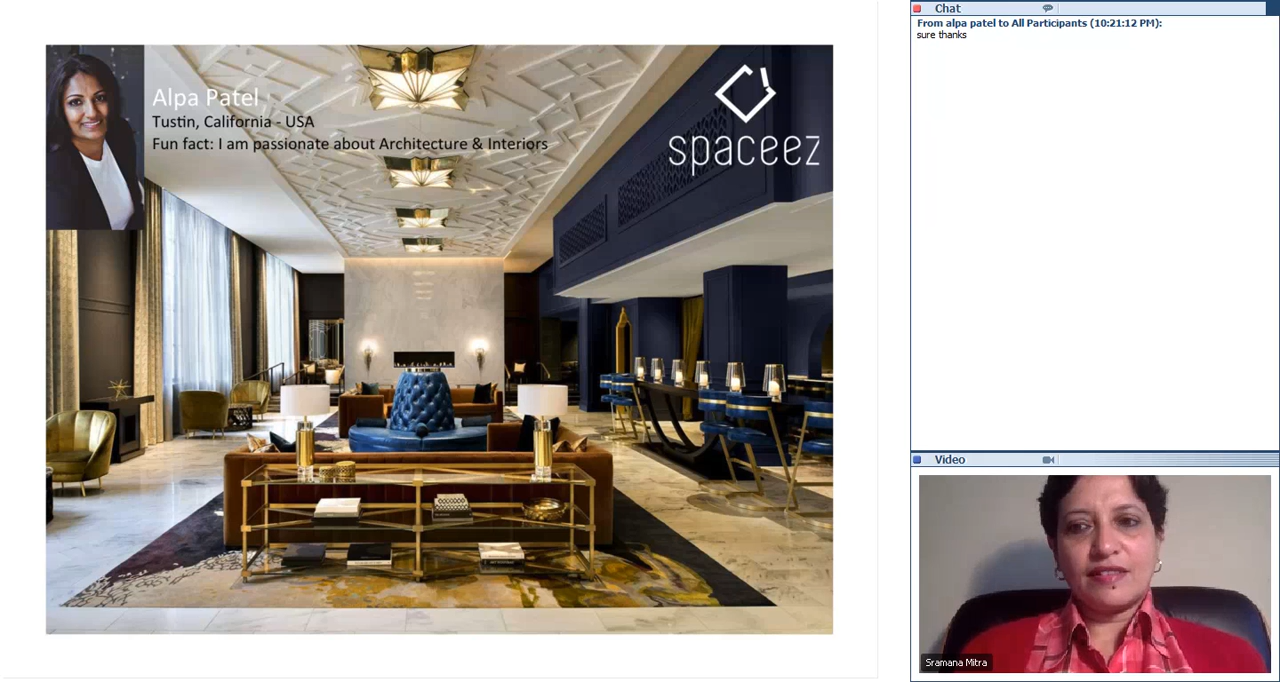 Alpa Patel
Tustin, California - USA
Fun fact: I am passionate about Architecture & Interiors
spaceez
Chat
From alpa patel to All Participants (10:21:12 PM):
sure thanks
Video
Sramana Mitra